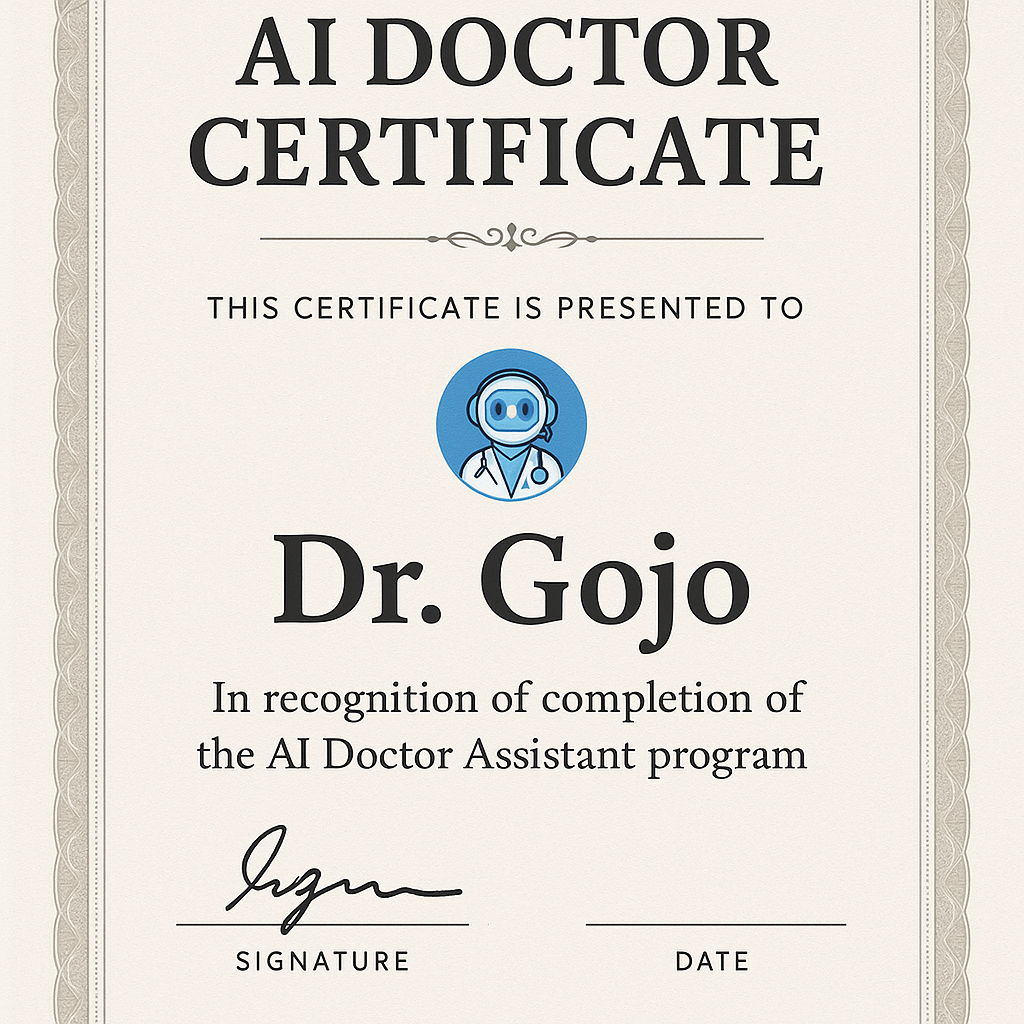 AI DOCTOR
CERTIFICATE
THIS CERTIFICATE IS PRESENTED TO
Dr. Gojo
In recognition of completion of
the AI Doctor Assistant program
SIGNATURE
DATE